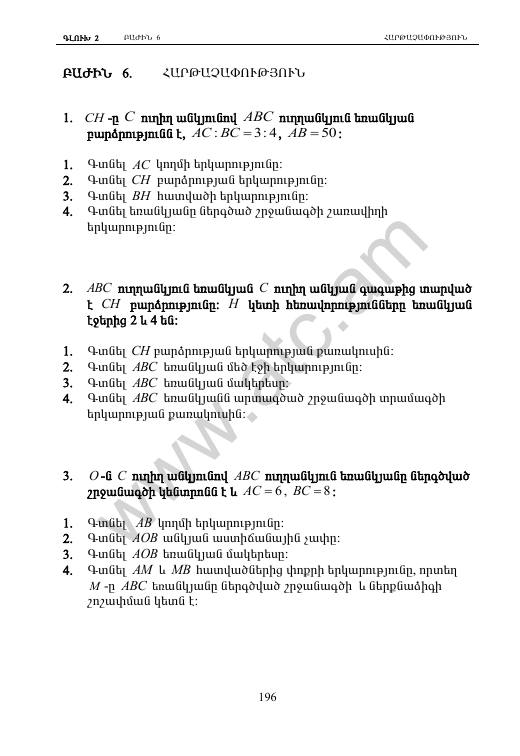 ԳԼՈՒԽ 2 ԲԱԺԻՆ 6 ՀԱՐԹԱՉԱՓՈՒԹՅՈՒՆ
ԲԱԺԻՆ 6. ՀԱՐԹԱՉԱՓՈՒԹՅՈՒՆ
1. CH -ը C ուղիղ անկյունով ABC ուղղանկյուն եռանկյան
բարձրությունն է, AC : BC = 3 : 4 , AB = 50 :
1. Գտնել AC կողմի երկարությունը:
2. Գտնել CH բարձրության երկարությունը:
3. Գտնել BH հատվածի երկարությունը:
4. Գտնել եռանկյանը ներգծած շրջանագծի շառավիղի
երկարությունը:
2. ABC ուղղանկյուն եռանկյան C ուղիղ անկյան գագաթից տարված
է CH բարձրությունը: H կետի հեռավորությունները եռանկյան
էջերից 2 և 4 են:
1. Գտնել CH բարձրության երկարության քառակուսին:
2. Գտնել ABC եռանկյան մեծ էջի երկարությունը:
3. Գտնել ABC եռանկյան մակերեսը:
4. Գտնել ABC եռանկյանն արտագծած շրջանագծի տրամագծի
երկարության քառակուսին:
3. O -ն C ուղիղ անկյունով ABC ուղղանկյուն եռանկյանը ներգծված
շրջանագծի կենտրոնն է և AC = 6 , BC = 8 :
1. Գտնել AB կողմի երկարությունը:
2. Գտնել AOB անկյան աստիճանային չափը:
3. Գտնել AOB եռանկյան մակերեսը:
4. Գտնել AM և MB հատվածներից փոքրի երկարությունը, որտեղ
M -ը ABC եռանկյանը ներգծված շրջանագծի և ներքնաձիգի
շոշափման կետն է:
www.atc.am
196